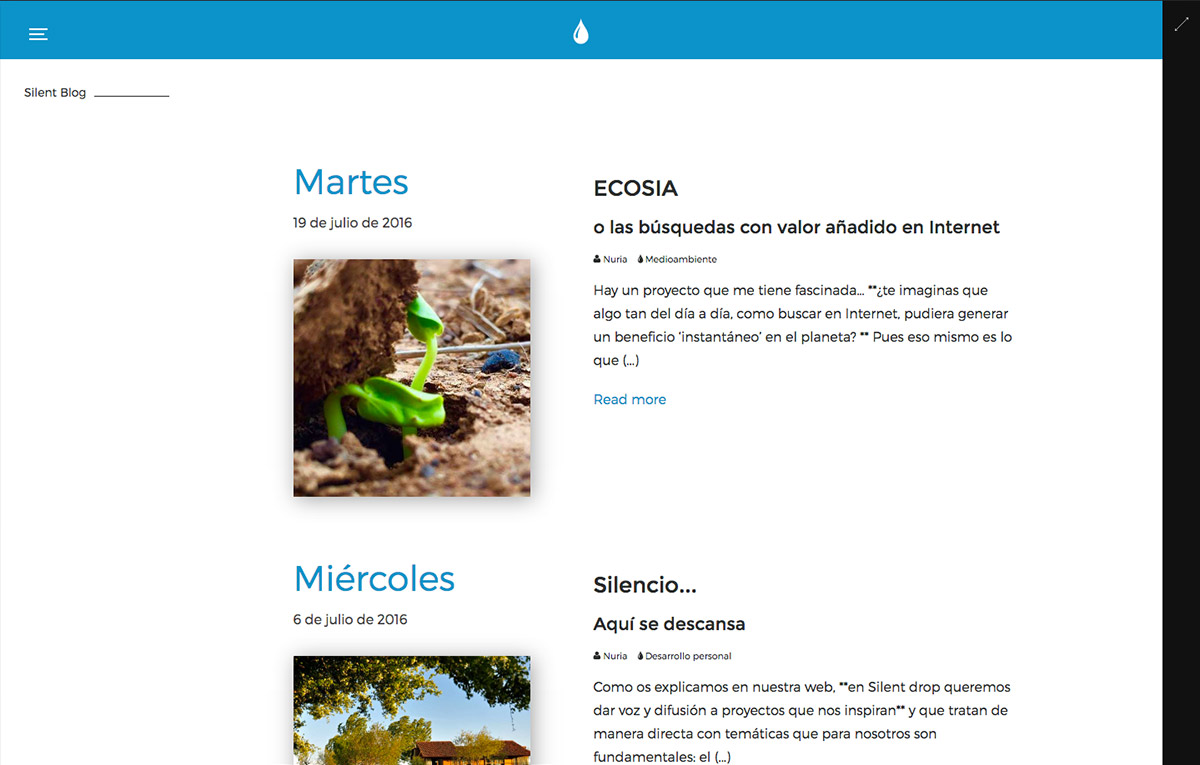 Silent Blog
Martes
19 de julio de 2016
ECOSIA
o las búsquedas con valor añadido en Internet
Nuria Medioambiente
Hay un proyecto que me tiene fascinada... **¿te imaginas que
algo tan del día a día, como buscar en Internet, pudiera generar
un beneficio ‘instantáneo’ en el planeta? ** Pues eso mismo es lo
que (...)
Read more
Miércoles
6 de julio de 2016
Silencio...
Aquí se descansa
Nuria Desarrollo personal
Como os explicamos en nuestra web, **en Silent drop queremos
dar voz y difusión a proyectos que nos inspiran** y que tratan de
manera directa con temáticas que para nosotros son
fundamentales: el (...)